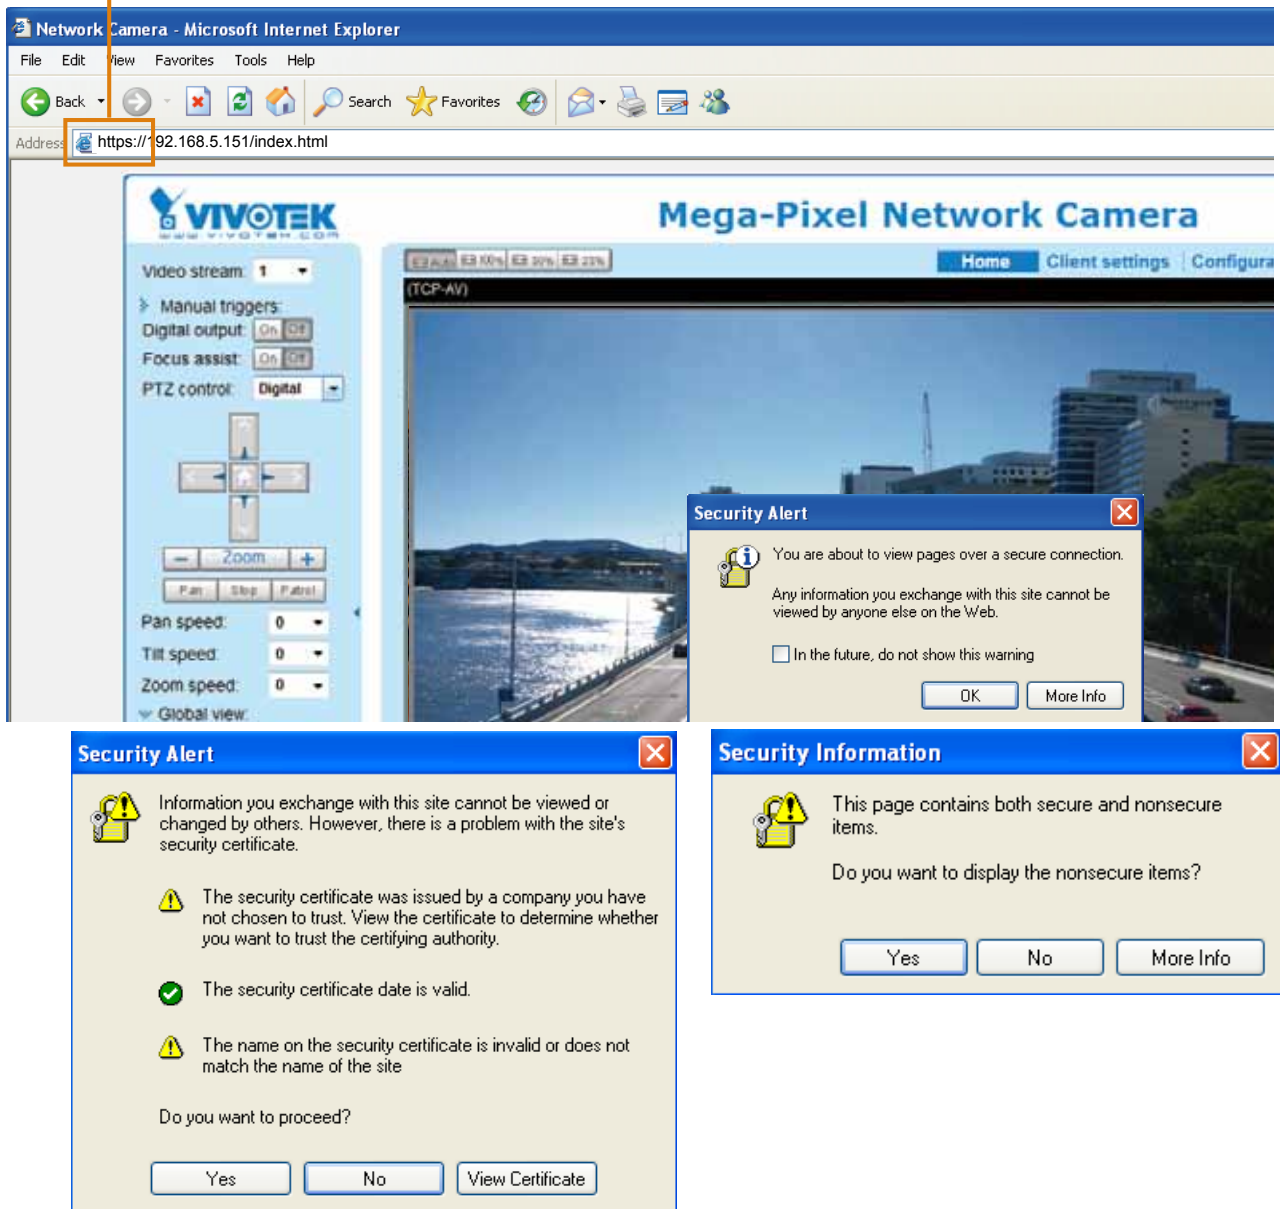 Network Camera - Microsoft Internet Explorer
File Edit View Favorites Tools Help
Back Search Favorites
Address https://192.168.5.151/index.html
VIVOTEK
WWW.VIVOTEK.COM
Mega-Pixel Network Camera
Auto 100% 50% 25%
Home Client settings Configura
(TCP-AV)
Video stream: 1
Manual triggers:
Digital output: On Off
Focus assist: On Off
PTZ control: Digital
Zoom
Pan Stop Patrol
Pan speed: 0
Tilt speed: 0
Zoom speed: 0
Global view:
Security Alert
You are about to view pages over a secure connection.
Any information you exchange with this site cannot be
viewed by anyone else on the Web.
In the future, do not show this warning
OK More Info
Security Alert
Information you exchange with this site cannot be viewed or
changed by others. However, there is a problem with the site's
security certificate.
The security certificate was issued by a company you have
not chosen to trust. View the certificate to determine whether
you want to trust the certifying authority.
The security certificate date is valid.
The name on the security certificate is invalid or does not
match the name of the site
Do you want to proceed?
Yes No View Certificate
Security Information
This page contains both secure and nonsecure
items.
Do you want to display the nonsecure items?
Yes No More Info